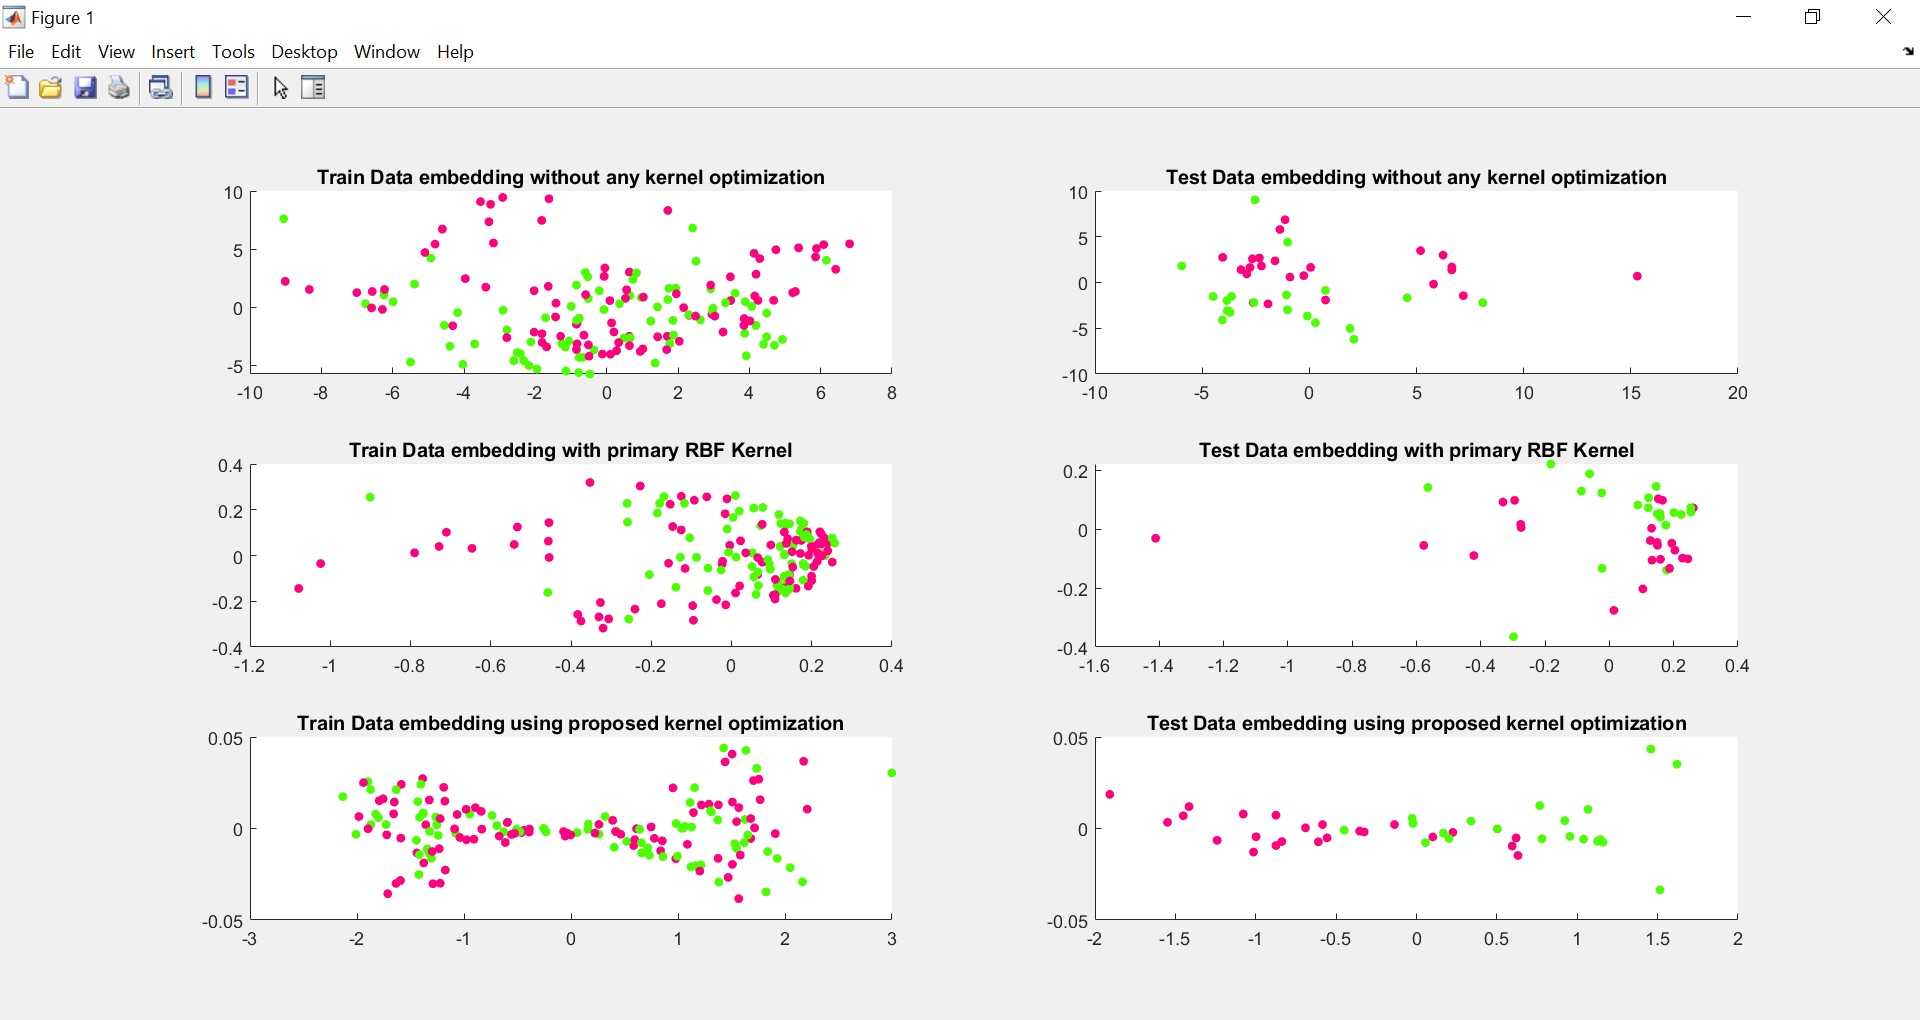 Figure 1
File Edit View Insert Tools Desktop Window Help
Train Data embedding without any kernel optimization
10
5
0
-5
-10 -8 -6 -4 -2 0 2 4 6 8
Test Data embedding without any kernel optimization
10
5
0
-5
-10
-10 -5 0 5 10 15 20
Train Data embedding with primary RBF Kernel
0.4
0.2
0
-0.2
-0.4
-1.2 -1 -0.8 -0.6 -0.4 -0.2 0 0.2 0.4
Test Data embedding with primary RBF Kernel
0.2
0
-0.2
-0.4
-1.6 -1.4 -1.2 -1 -0.8 -0.6 -0.4 -0.2 0 0.2 0.4
Train Data embedding using proposed kernel optimization
0.05
0
-0.05
-3 -2 -1 0 1 2 3
Test Data embedding using proposed kernel optimization
0.05
0
-0.05
-2 -1.5 -1 -0.5 0 0.5 1 1.5 2